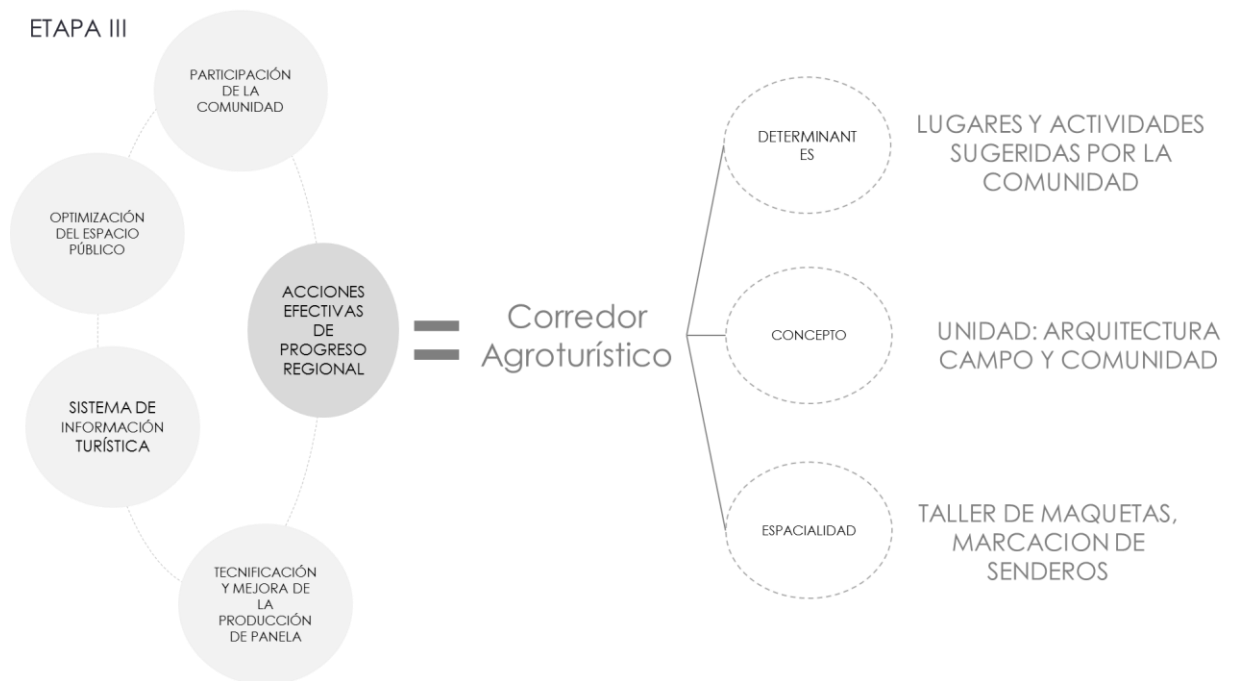 ETAPA III
PARTICIPACIÓN
DE LA
COMUNIDAD
OPTIMIZACIÓN
DEL ESPACIO
PÚBLICO
SISTEMA DE
INFORMACIÓN
TURÍSTICA
TECNIFICACIÓN
Y MEJORA DE
LA
PRODUCCIÓN
DE PANELA
ACCIONES
EFECTIVAS
DE
PROGRESO
REGIONAL
=
Corredor
Agroturístico
DETERMINANT
ES
LUGARES Y ACTIVIDADES
SUGERIDAS POR LA
COMUNIDAD
CONCEPTO
UNIDAD: ARQUITECTURA
CAMPO Y COMUNIDAD
ESPACIALIDAD
TALLER DE MAQUETAS,
MARCACION DE
SENDEROS